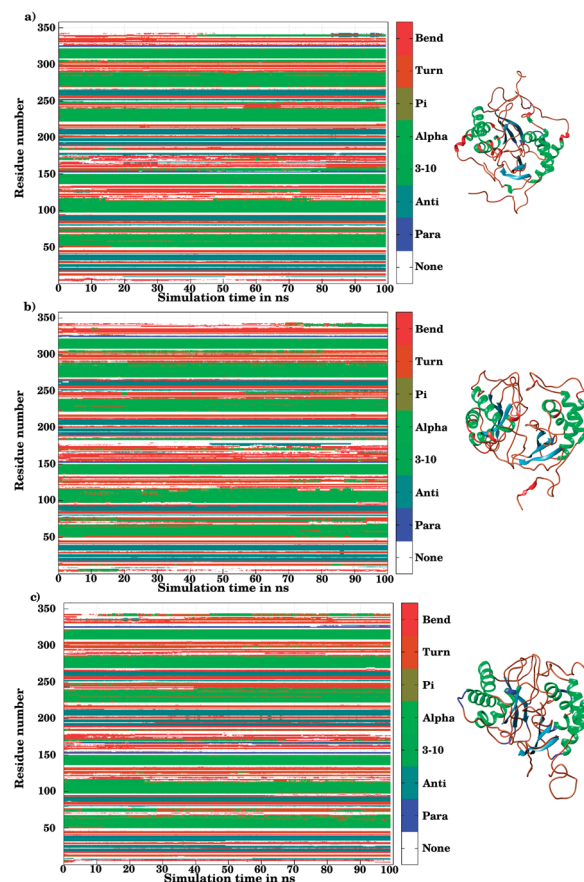 a)
350
300
250
200
150
100
50
Residue number
0 10 20 30 40 50 60 70 80 90 100
Simulation time in ns
Bend
Turn
Pi
Alpha
3-10
Anti
Para
None
b)
350
300
250
200
150
100
50
Residue number
0 10 20 30 40 50 60 70 80 90 100
Simulation time in ns
Bend
Turn
Pi
Alpha
3-10
Anti
Para
None
c)
350
300
250
200
150
100
50
Residue number
0 10 20 30 40 50 60 70 80 90 100
Simulation time in ns
Bend
Turn
Pi
Alpha
3-10
Anti
Para
None